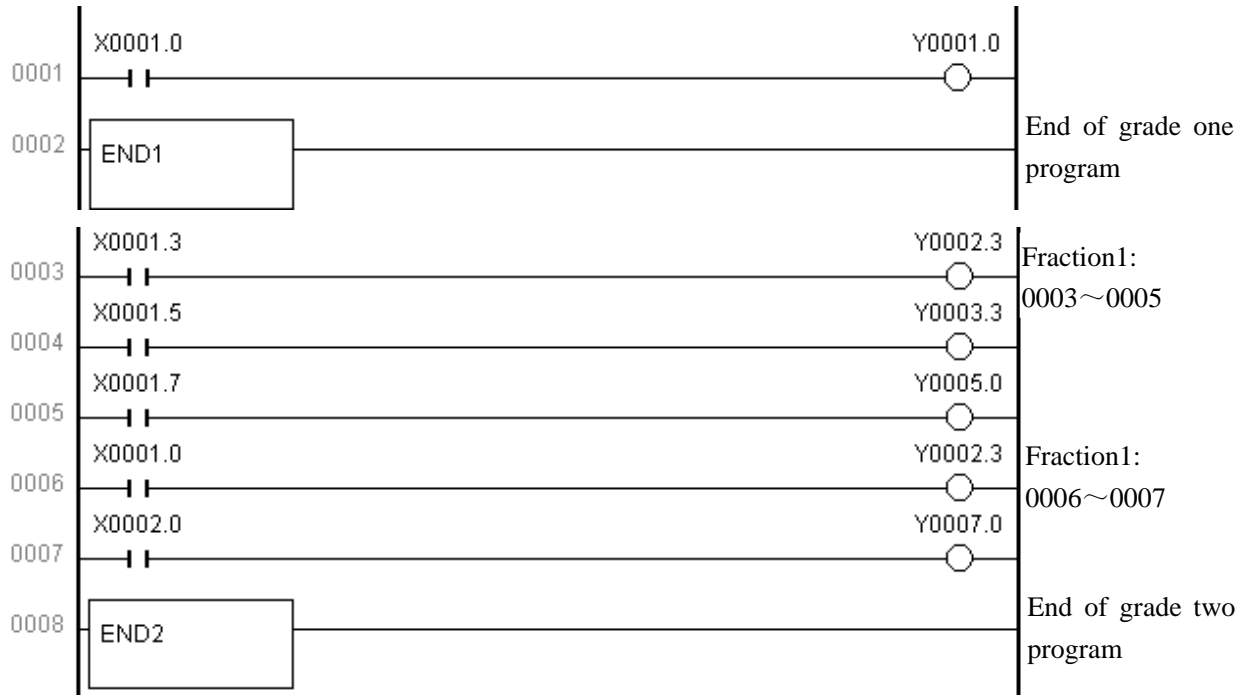 X0001.0 Y0001.0
0001
0002 END1
End of grade one
program
X0001.3 Y0002.3
0003
Fraction1:
0003～0005
X0001.5 Y0003.3
0004
X0001.7 Y0005.0
0005
X0001.0 Y0002.3
0006
Fraction1:
0006～0007
X0002.0 Y0007.0
0007
0008 END2
End of grade two
program